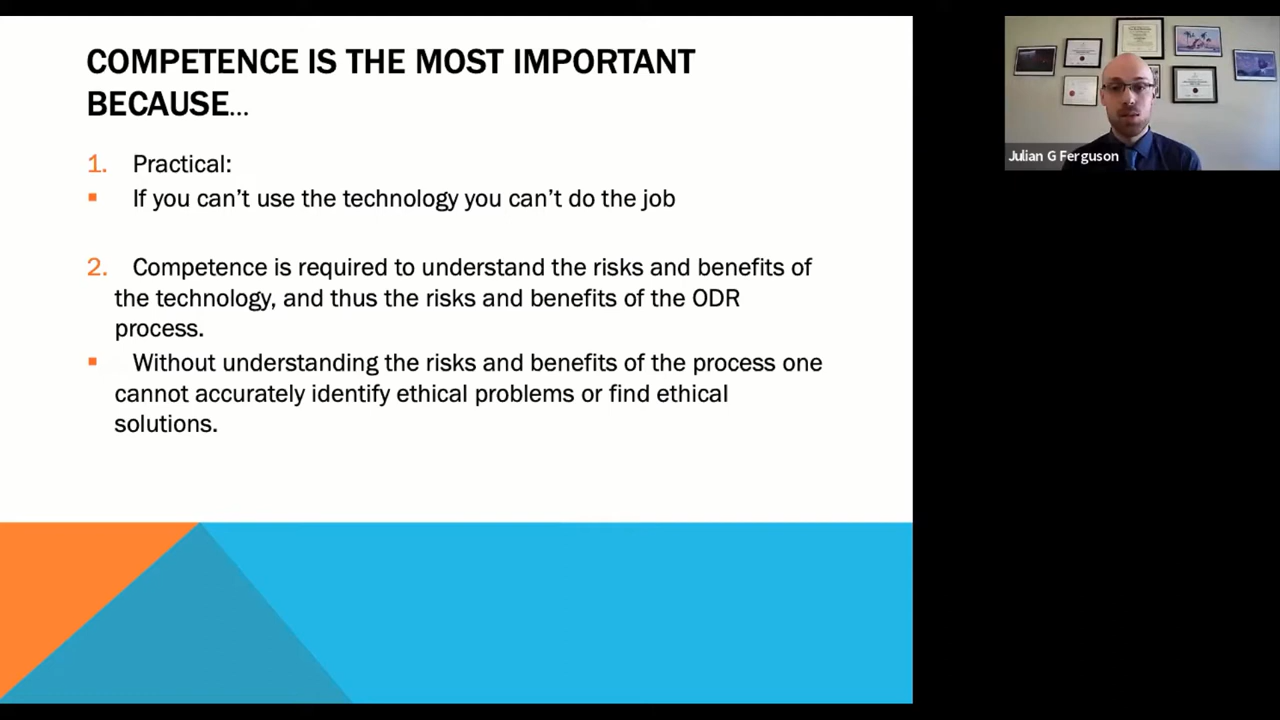 COMPETENCE IS THE MOST IMPORTANT
BECAUSE...
1. Practical:
▪ If you can’t use the technology you can’t do the job
2. Competence is required to understand the risks and benefits of
the technology, and thus the risks and benefits of the ODR
process.
▪ Without understanding the risks and benefits of the process one
cannot accurately identify ethical problems or find ethical
solutions.
Julian G Ferguson